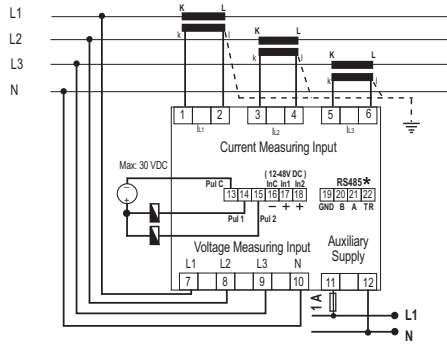 L1
K L
L2
k l K L
L3
k l K L
N
k l
1 2 3 4 5 6
IL1 IL2 IL3
Current Measuring Input
Max: 30 VDC
(12-48V DC)
Pul C InC In1 In2 RS485*
13 14 15 16 17 18 19 20 21 22
Pul 1 Pul 2 − + + GND B A TR
Voltage Measuring Input Auxiliary
Supply
L1 L2 L3 N
7 8 9 10 11 12
1 A
L1
N